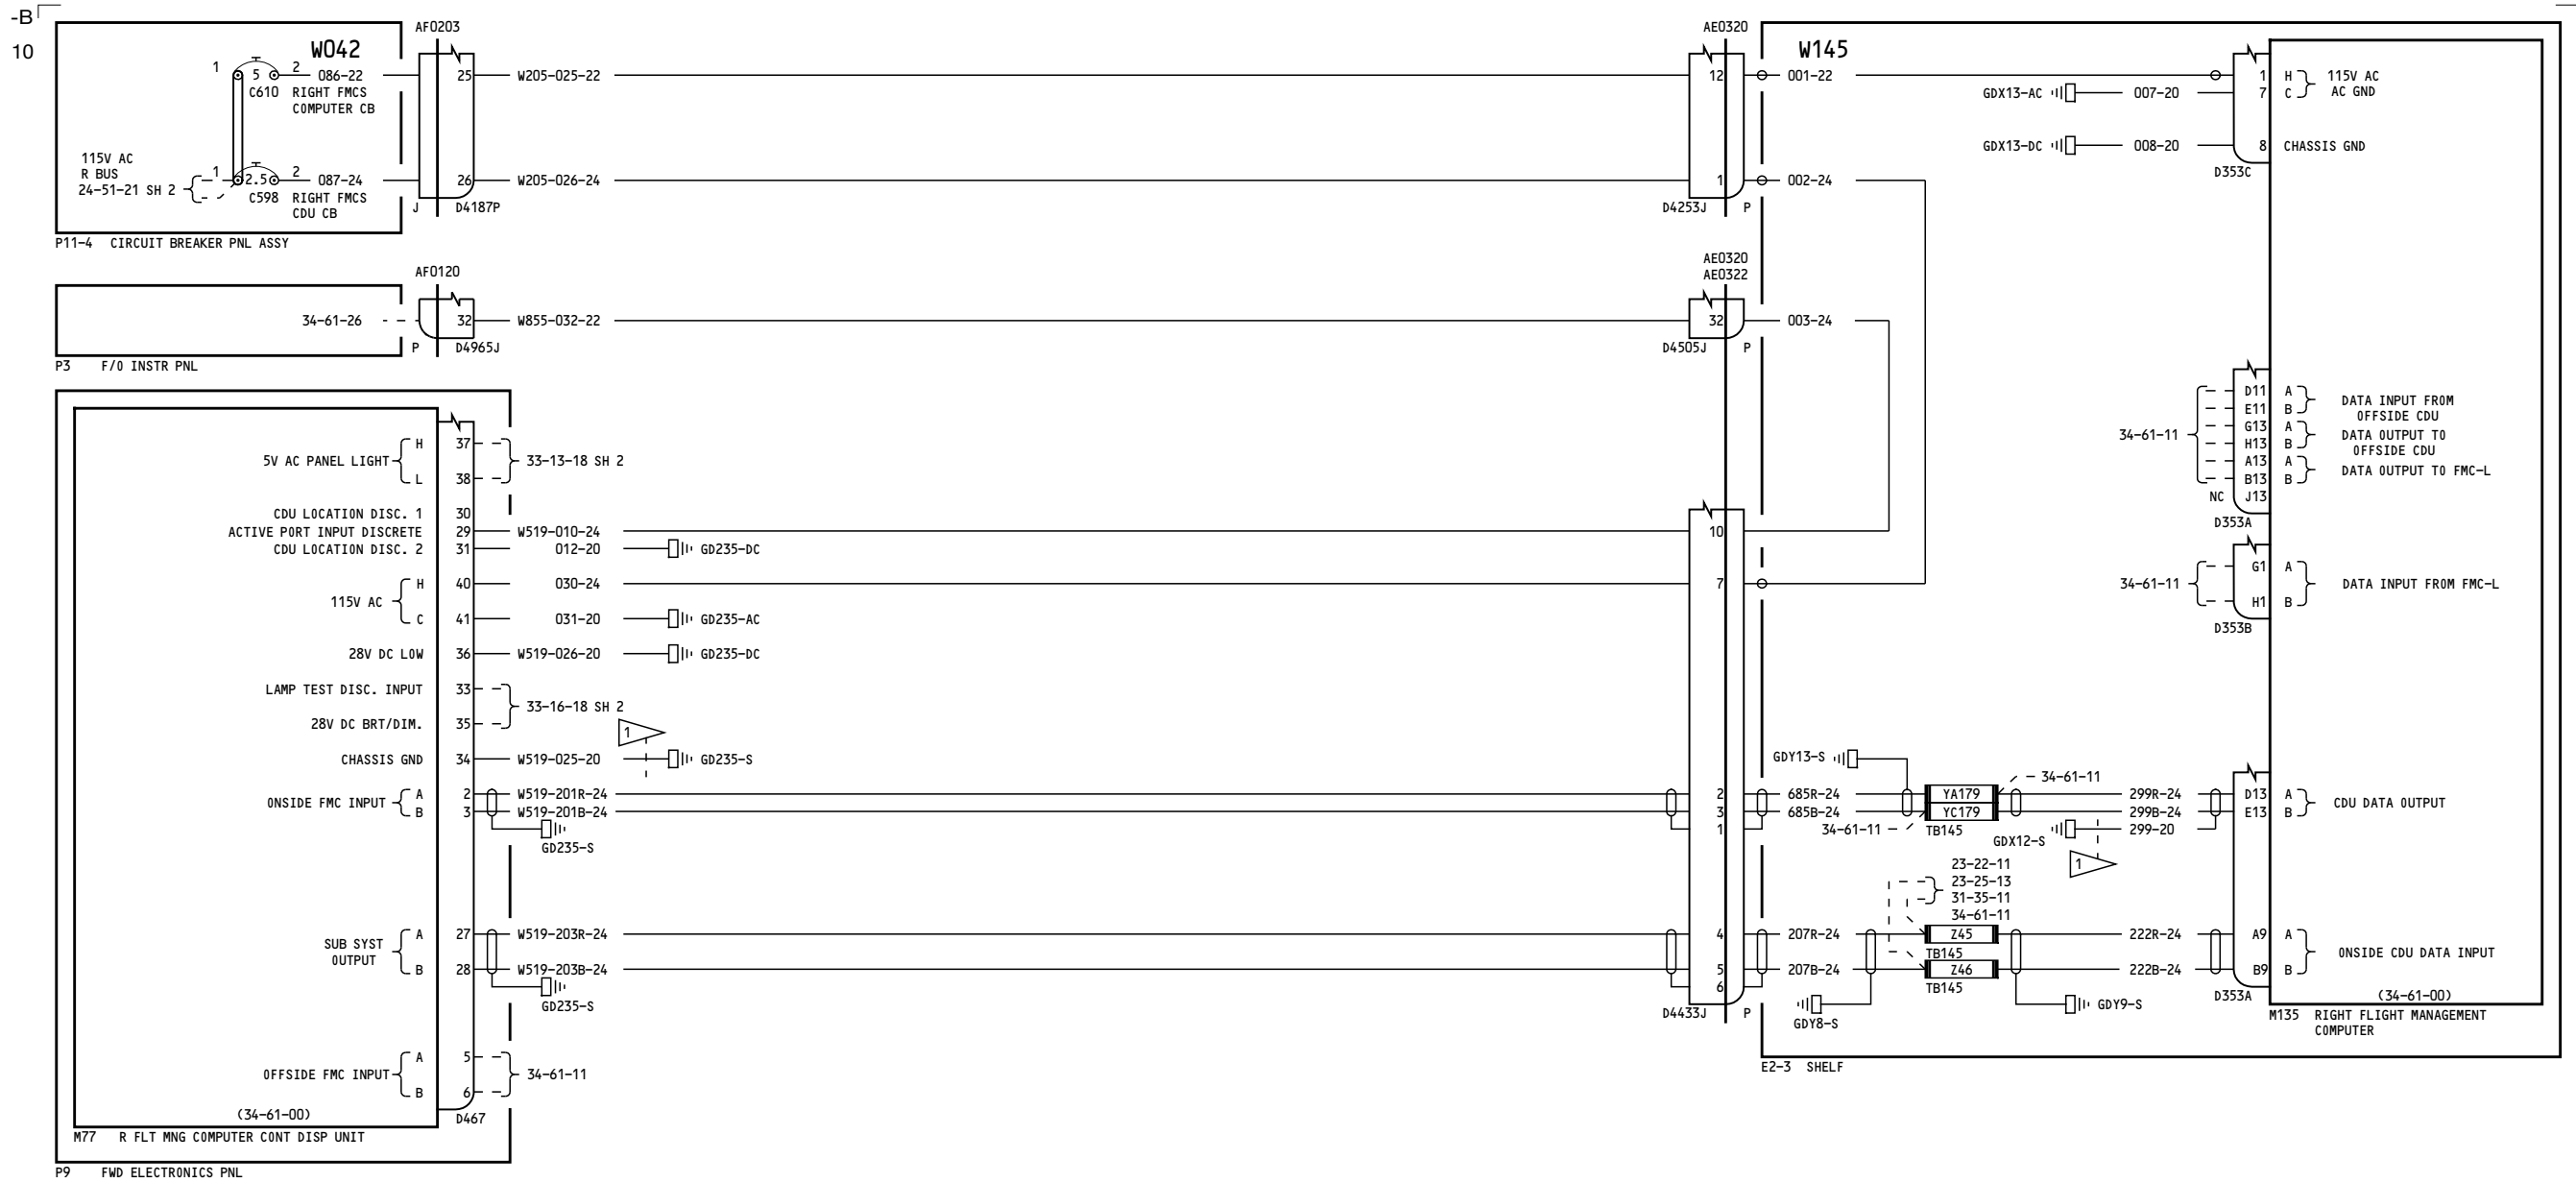 -B
10
W042
1
5
2
086-22
C610
RIGHT FMCS
COMPUTER CB
115V AC
R BUS
24-51-21 SH 2
1
2.5
2
087-24
C598
RIGHT FMCS
CDU CB
P11-4 CIRCUIT BREAKER PNL ASSY
AF0203
25
W205-025-22
26
W205-026-24
J
D4187P
AE0320
12
1
D4253J
P
W145
001-22
002-24
GDX13-AC
007-20
GDX13-DC
008-20
1
H
115V AC
7
C
AC GND
8
CHASSIS GND
D353C
AF0120
34-61-26
32
W855-032-22
P
D4965J
P3 F/O INSTR PNL
AE0320
AE0322
32
003-24
D4505J
P
5V AC PANEL LIGHT
H
37
L
38
33-13-18 SH 2
CDU LOCATION DISC. 1
30
ACTIVE PORT INPUT DISCRETE
29
W519-010-24
10
CDU LOCATION DISC. 2
31
012-20
GD235-DC
115V AC
H
40
030-24
7
C
41
031-20
GD235-AC
28V DC LOW
36
W519-026-20
GD235-DC
LAMP TEST DISC. INPUT
33
28V DC BRT/DIM.
35
33-16-18 SH 2
1
CHASSIS GND
34
W519-025-20
GD235-S
ONSIDE FMC INPUT
A
2
W519-201R-24
B
3
W519-201B-24
GD235-S
SUB SYST
OUTPUT
A
27
W519-203R-24
B
28
W519-203B-24
GD235-S
OFFSIDE FMC INPUT
A
5
B
6
34-61-11
(34-61-00)
D467
M77 R FLT MNG COMPUTER CONT DISP UNIT
P9 FWD ELECTRONICS PNL
34-61-11
D11
A
E11
B
DATA INPUT FROM
OFFSIDE CDU
G13
A
H13
B
DATA OUTPUT TO
OFFSIDE CDU
A13
A
B13
B
DATA OUTPUT TO FMC-L
NC
J13
D353A
34-61-11
G1
A
H1
B
DATA INPUT FROM FMC-L
D353B
GDY13-S
2
685R-24
YA179
34-61-11
299R-24
D13
A
3
685B-24
YC179
299B-24
E13
B
CDU DATA OUTPUT
1
34-61-11
TB145
GDX12-S
299-20
1
23-22-11
23-25-13
31-35-11
34-61-11
4
207R-24
Z45
222R-24
A9
A
TB145
ONSIDE CDU DATA INPUT
5
207B-24
Z46
222B-24
B9
B
6
TB145
GDY8-S
GDY9-S
D353A
(34-61-00)
D4433J
P
M135 RIGHT FLIGHT MANAGEMENT
COMPUTER
E2-3 SHELF